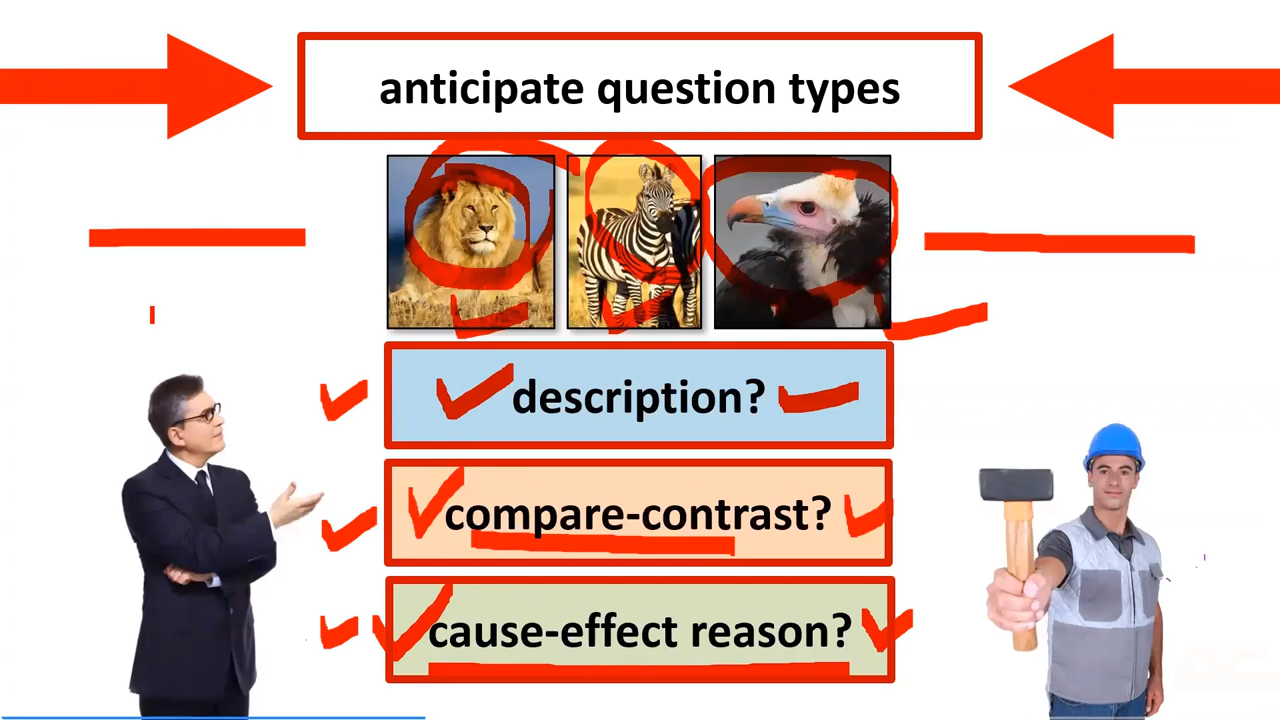 anticipate question types
description?
compare-contrast?
cause-effect reason?